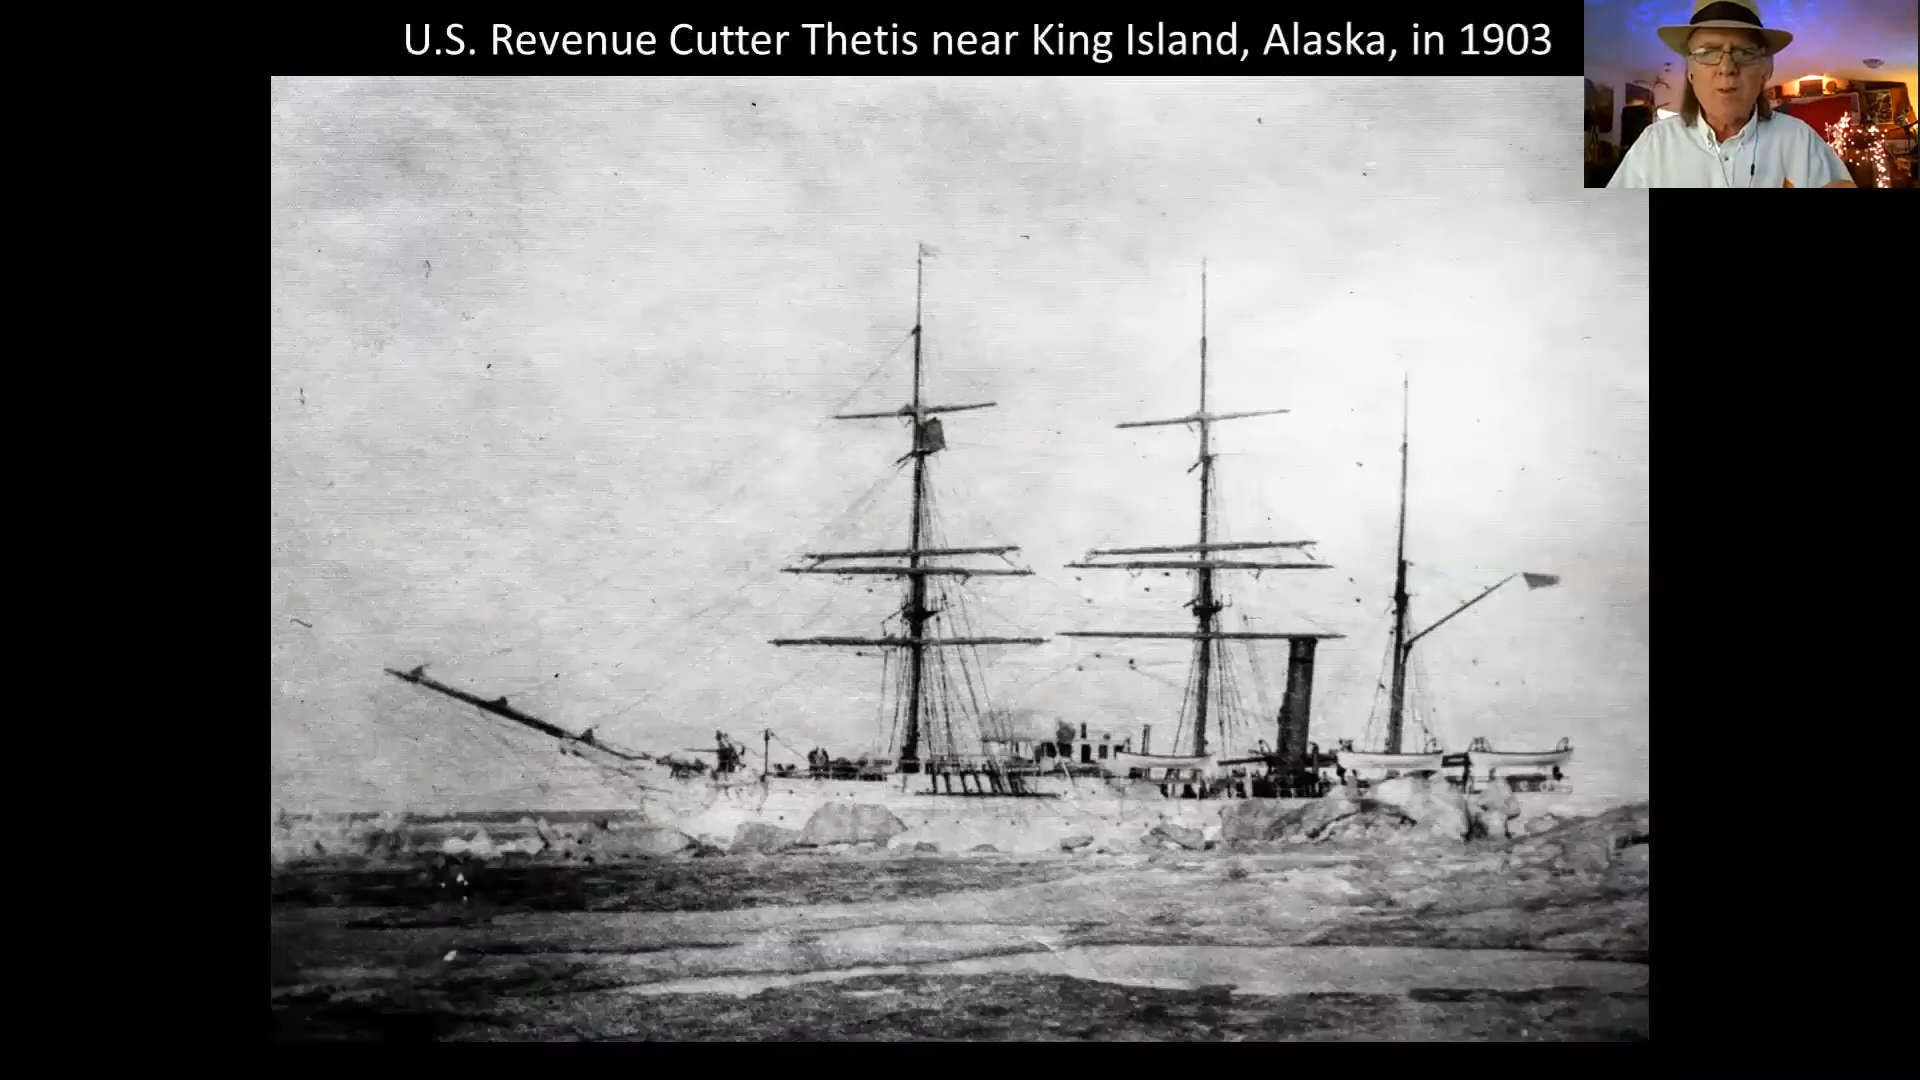 U.S. Revenue Cutter Thetis near King Island, Alaska, in 1903